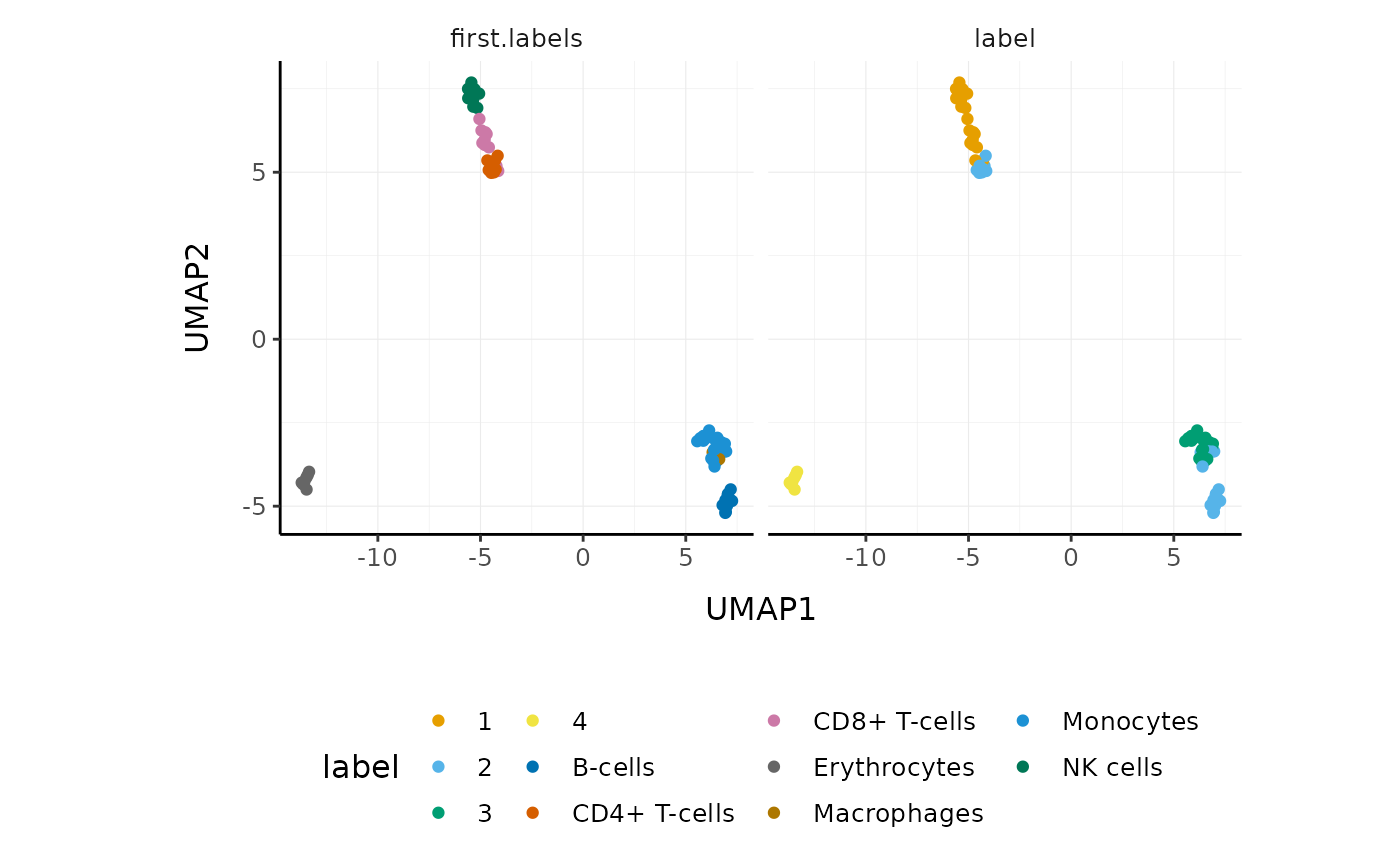 first.labels label
UMAP2
5
0
-5
-10 -5 0 5 -10 -5 0 5
UMAP1
1 4 CD8+ T-cells Monocytes
label 2 B-cells Erythrocytes NK cells
3 CD4+ T-cells Macrophages